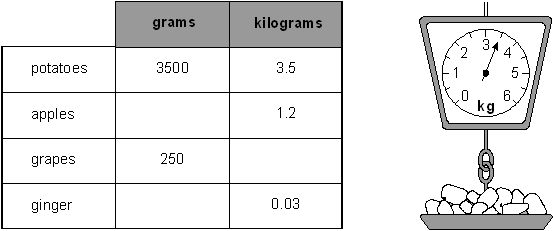 grams kilograms
potatoes 3500 3.5
apples 1.2
grapes 250
ginger 0.03
0 1 2 3 4 5 6
kg